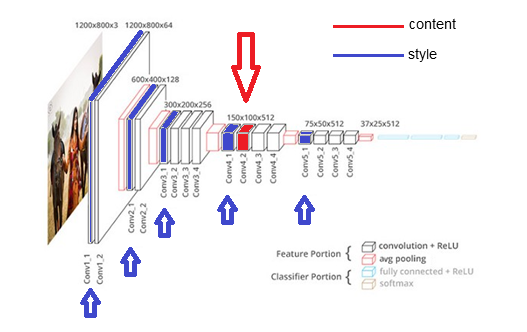 1200x800x3
1200x800x64
content
style
600x400x128
300x200x256
150x100x512
75x50x512
37x25x512
Conv1_1
Conv1_2
Conv2_1
Conv2_2
Conv3_1
Conv3_2
Conv3_3
Conv3_4
Conv4_1
Conv4_2
Conv4_3
Conv4_4
Conv5_1
Conv5_2
Conv5_3
Conv5_4
Feature Portion
convolution + ReLU
avg pooling
Classifier Portion
fully connected + ReLU
softmax